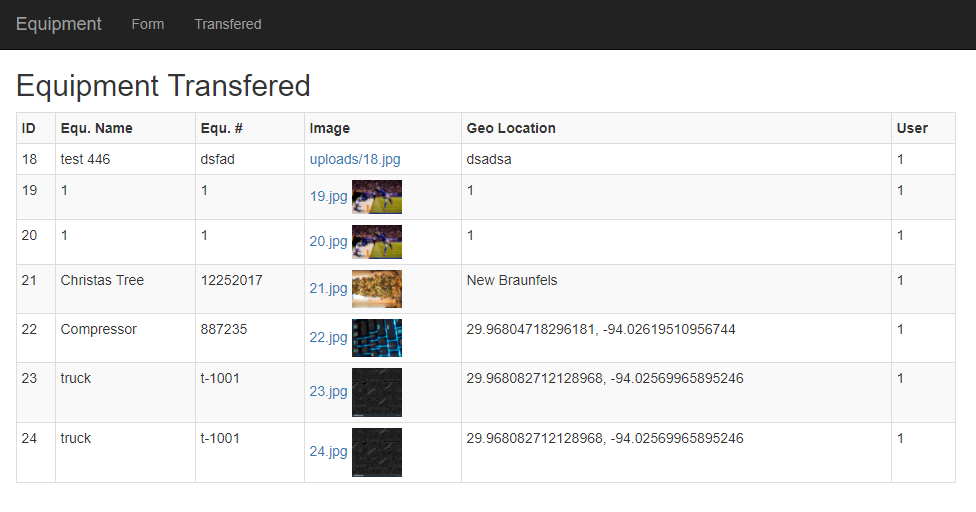 Equipment Form Transfered
Equipment Transfered
ID Equ. Name Equ. # Image Geo Location User
18 test 446 dsfad uploads/18.jpg dsadsa 1
19 1 1 19.jpg 1 1
20 1 1 20.jpg 1 1
21 Christas Tree 12252017 21.jpg New Braunfels 1
22 Compressor 887235 22.jpg 29.96804718296181, -94.02619510956744 1
23 truck t-1001 23.jpg 29.968082712128968, -94.02569965895246 1
24 truck t-1001 24.jpg 29.968082712128968, -94.02569965895246 1